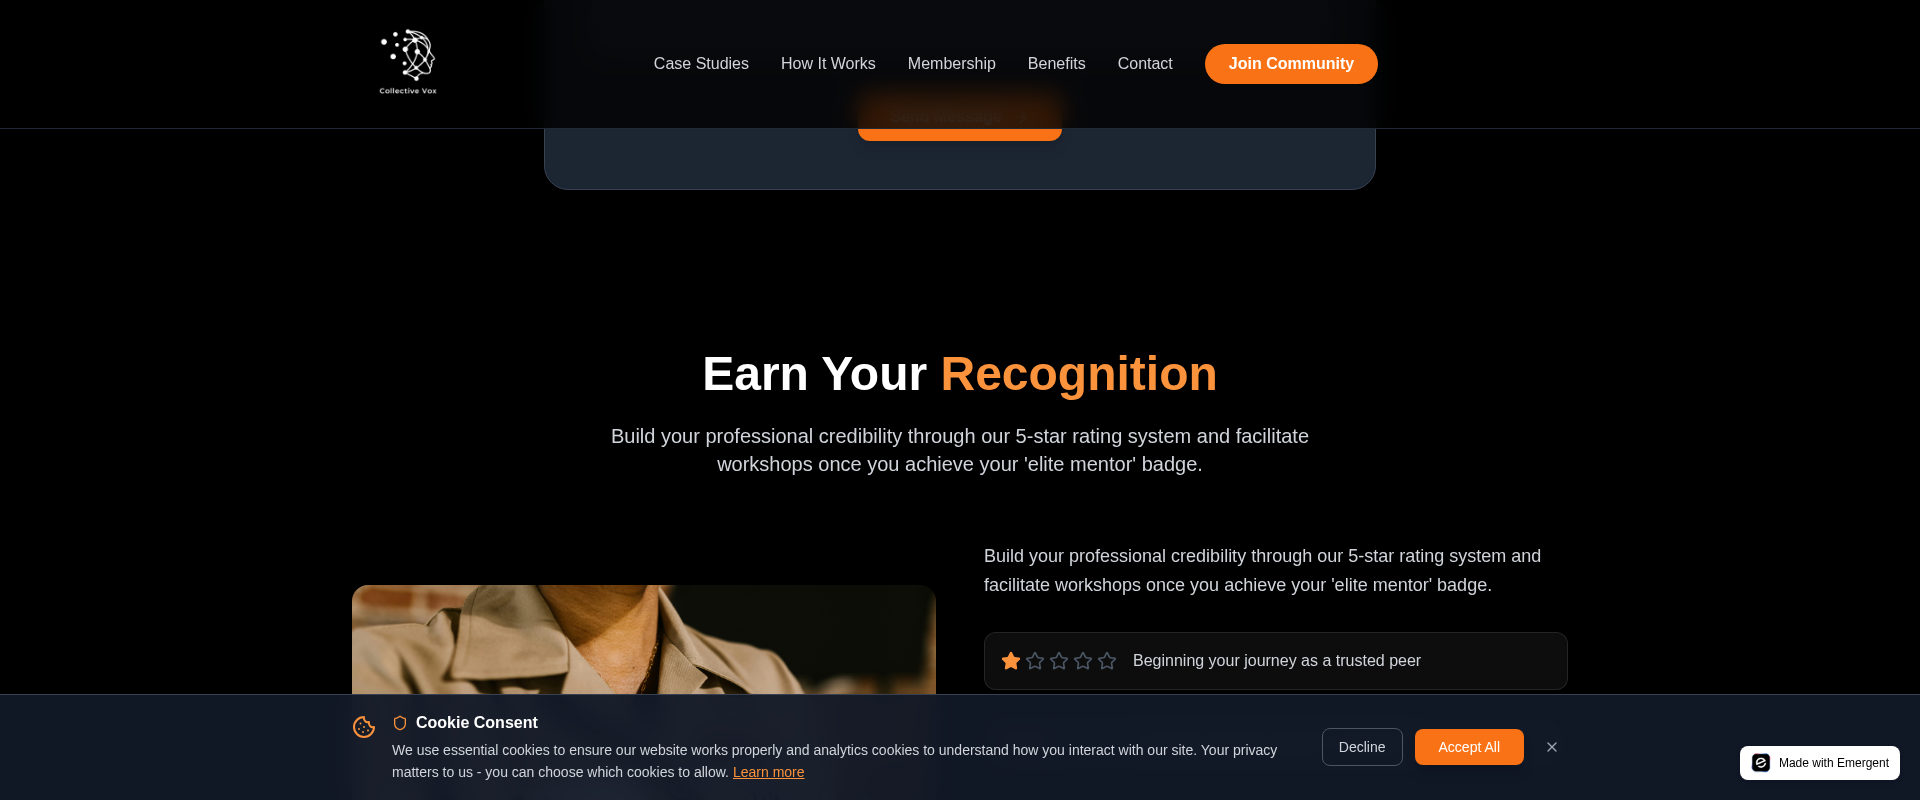 Collective Vox
Case Studies
How It Works
Membership
Benefits
Contact
Join Community
Send Message
Earn Your Recognition
Build your professional credibility through our 5-star rating system and facilitate
workshops once you achieve your 'elite mentor' badge.
Build your professional credibility through our 5-star rating system and
facilitate workshops once you achieve your 'elite mentor' badge.
Beginning your journey as a trusted peer
Cookie Consent
We use essential cookies to ensure our website works properly and analytics cookies to understand how you interact with our site. Your privacy
matters to us - you can choose which cookies to allow. Learn more
Decline
Accept All
Made with Emergent